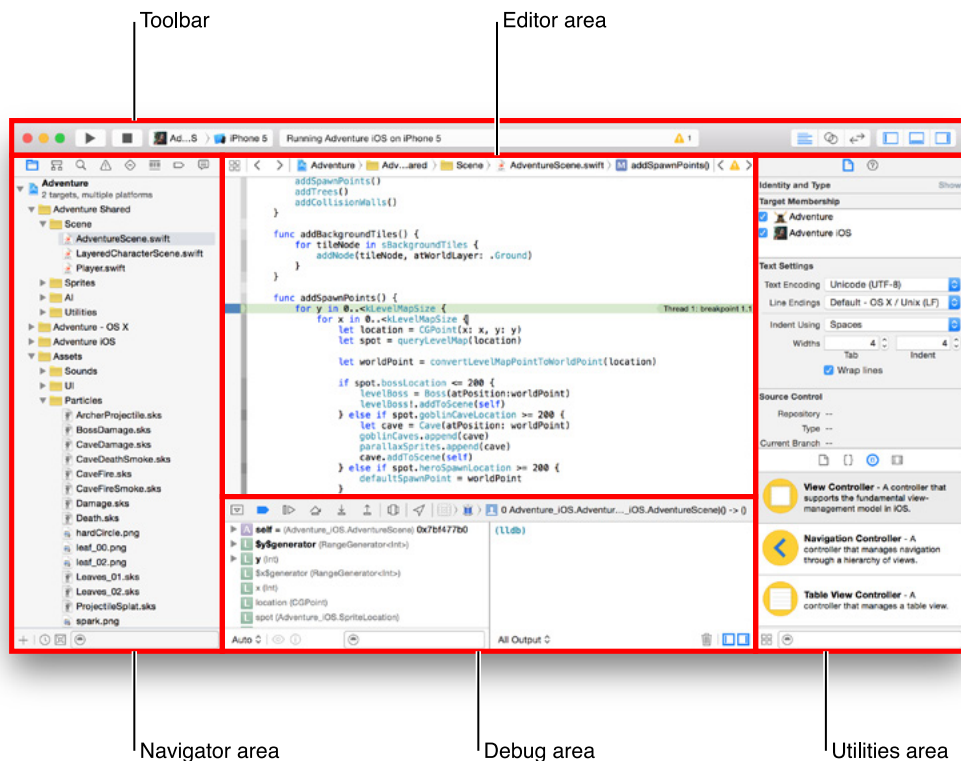 Toolbar
Editor area
Ad...S
iPhone 5
Running Adventure iOS on iPhone 5
1
Adventure
2 targets, multiple platforms
Adventure Shared
Scene
AdventureScene.swift
LayeredCharacterScene.swift
Player.swift
Sprites
AI
Utilities
Adventure - OS X
Adventure iOS
Assets
Sounds
UI
Particles
ArcherProjectile.sks
BossDamage.sks
CaveDamage.sks
CaveDeathSmoke.sks
CaveFire.sks
CaveFireSmoke.sks
Damage.sks
Death.sks
hardCircle.png
leaf_00.png
leaf_02.png
Leaves_01.sks
Leaves_02.sks
ProjectileSplat.sks
spark.png
Adventure
Av...ared
Scene
AdventureScene.swift
M addSpawnPoints()
addSpawnPoints()
addTrees()
addCollisionWalls()
}
func addBackgroundTiles() {
for tileNode in sBackgroundTiles {
addNode(tileNode, atWorldLayer: .Ground)
}
}
func addSpawnPoints() {
for y in 0..<kLevelMapSize {
Thread 1: breakpoint 1.1
for x in 0..<kLevelMapSize {
let location = CGPoint(x: x, y: y)
let spot = queryLevelMap(location)
let worldPoint = convertLevelMapPointToWorldPoint(location)
if spot.bossLocation <= 200 {
levelBoss = Boss(atPosition:worldPoint)
levelBoss!.addToScene(self)
} else if spot.goblinCaveLocation >= 200 {
let cave = Cave(atPosition: worldPoint)
goblinCaves.append(cave)
parallaxSprites.append(cave)
cave.addToScene(self)
} else if spot.heroSpawnLocation >= 200 {
defaultSpawnPoint = worldPoint
}
0 Adventure_iOS.Adventur..._iOS.AdventureScene)() -> ()
A self = (Adventure_iOS.AdventureScene) 0x7bf477b0
L $y$generator (RangeGenerator<Int>)
L y (Int)
L $x$generator (RangeGenerator<Int>)
L x (Int)
L location (CGPoint)
L spot (Adventure_iOS.SpriteLocation)
Auto
(lldb)
All Output
Identity and Type
Show
Target Membership
Adventure
Adventure iOS
Text Settings
Text Encoding Unicode (UTF-8)
Line Endings Default - OS X / Unix (LF)
Indent Using Spaces
Widths 4 4
Tab Indent
Wrap lines
Source Control
Repository --
Type --
Current Branch --
View Controller - A controller that
supports the fundamental view-
management model in iOS.
Navigation Controller - A
controller that manages navigation
through a hierarchy of views.
Table View Controller - A
controller that manages a table view.
Navigator area
Debug area
Utilities area